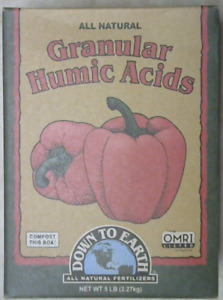 ALL NATURAL
Granular
Humic Acids
COMPOST
THIS BOX!
OMRI
LISTED
DOWN TO EARTH
ALL NATURAL FERTILIZERS
NET WT 5 LB (2.27kg)